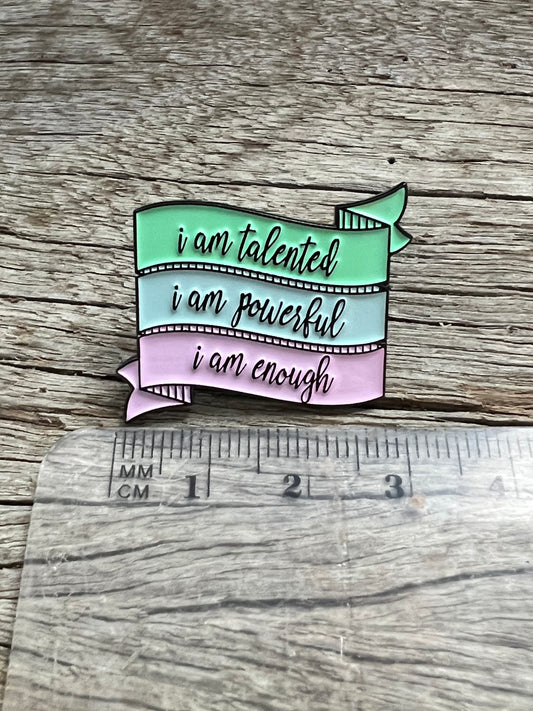 i am talented
i am powerful
i am enough
MM
CM 1 2 3 4